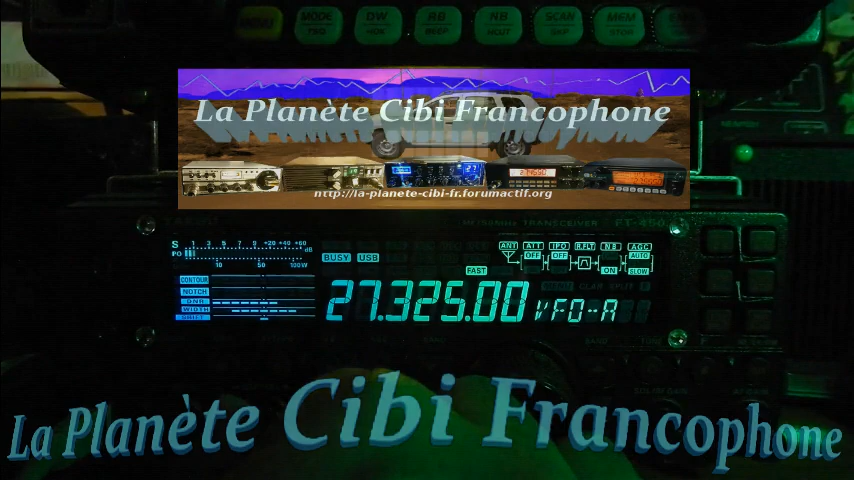 MENU
MODE DW RB NB SCAN MEM
BEEP
La Planète Cibi Francophone
http://la-planete-cibi-fr.forumactif.org
TRANSCEIVER FT-450
S 1 3 5 7 9 +20 +40 +60 dB
PO
10 50 100W
BUSY USB
ANT ATT IPO R.FLT NB AGC
OFF OFF ON AUTO SLOW
FAST
CONTOUR
NOTCH
DNR
WIDTH
SHIFT
27.325.00 VFO-A
La Planète Cibi Francophone